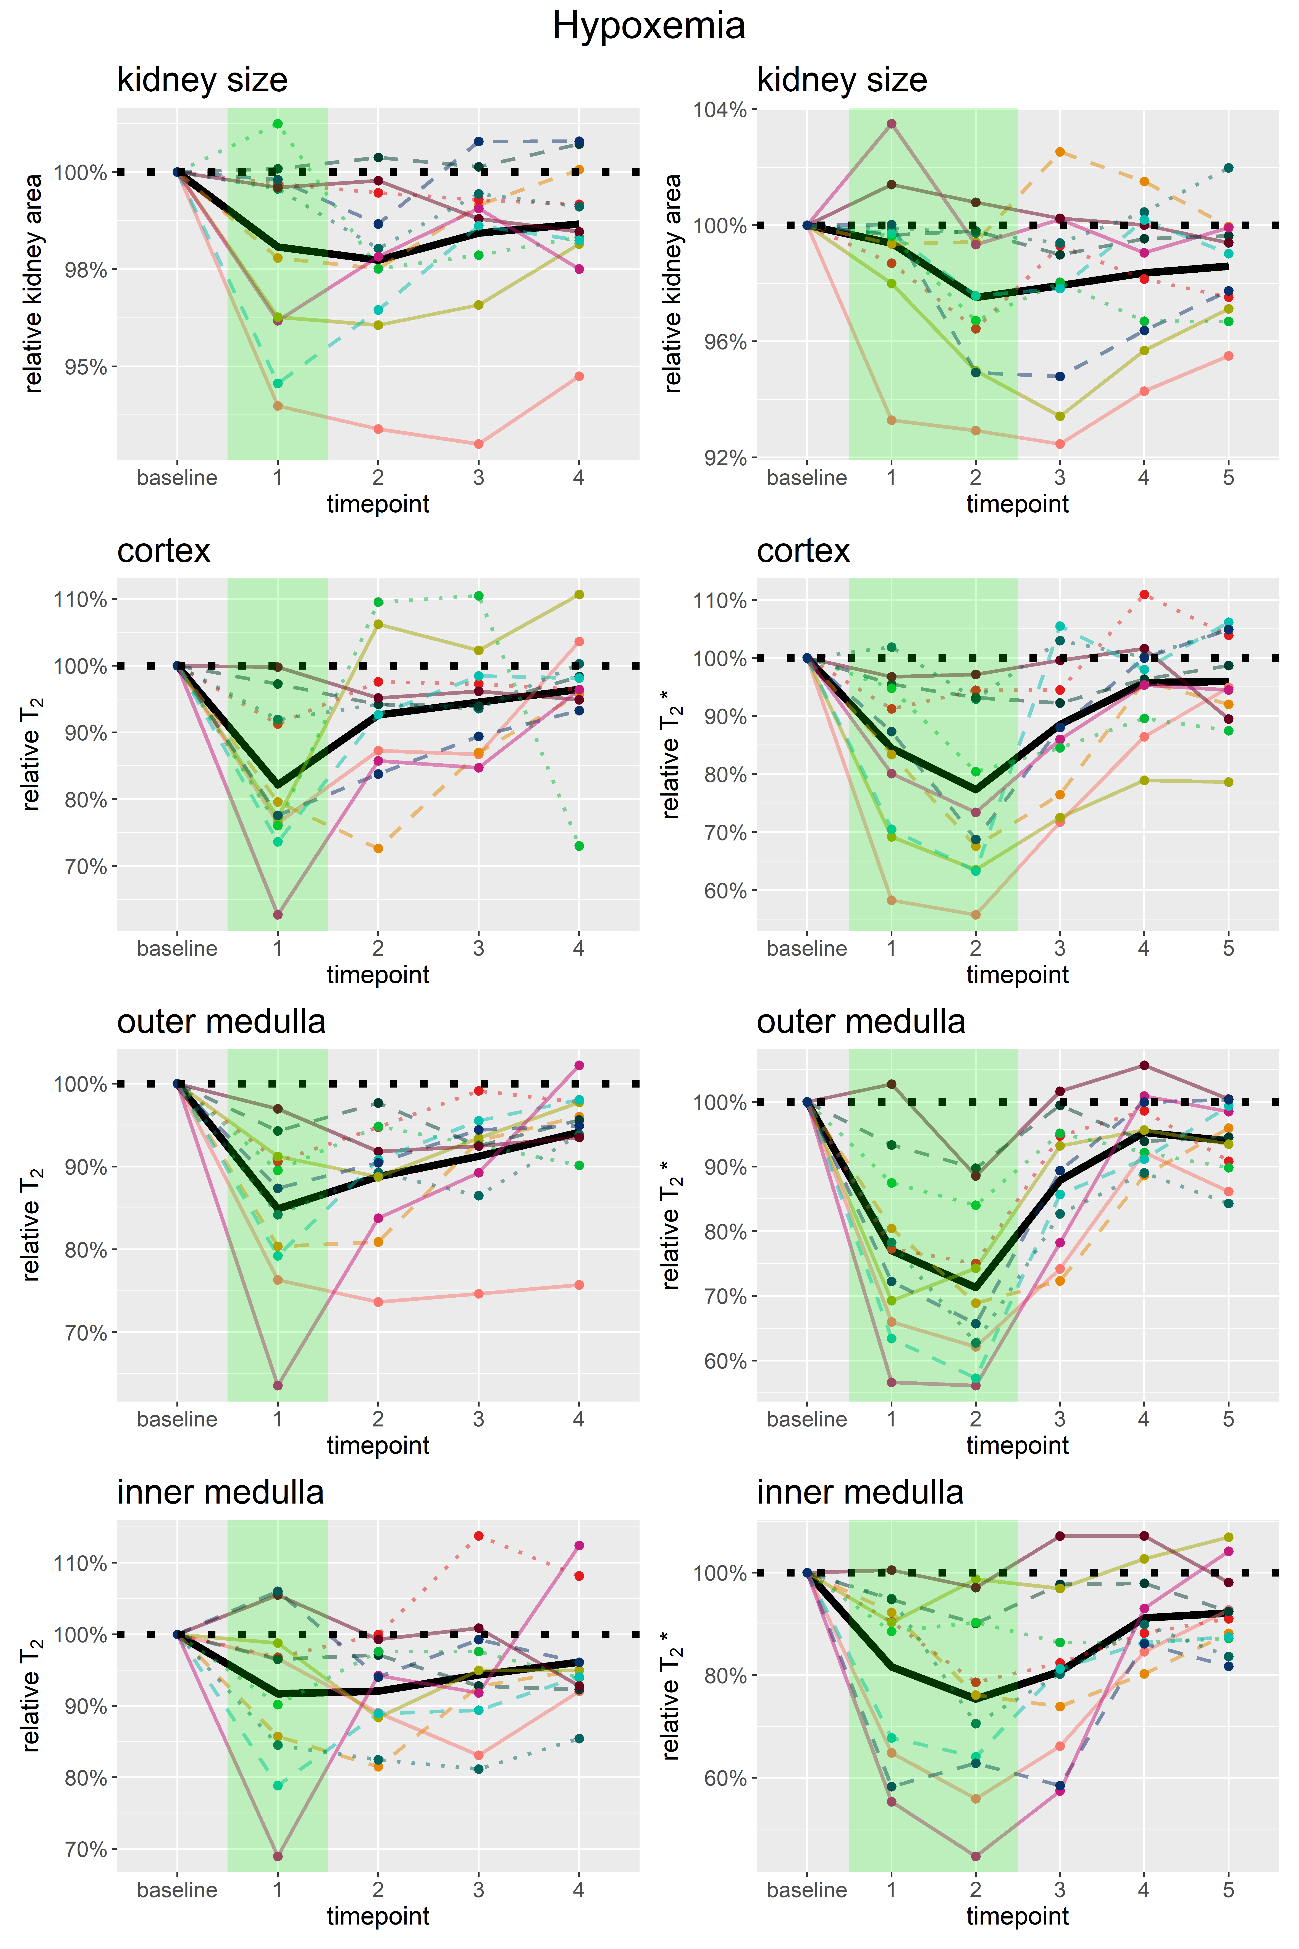 Hypoxemia
kidney size
kidney size
relative kidney area
100%
98%
95%
baseline 1 2 3 4
timepoint
relative kidney area
104%
100%
96%
92%
baseline 1 2 3 4 5
timepoint
cortex
cortex
relative T2
110%
100%
90%
80%
70%
baseline 1 2 3 4
timepoint
relative T2*
110%
100%
90%
80%
70%
60%
baseline 1 2 3 4 5
timepoint
outer medulla
outer medulla
relative T2
100%
90%
80%
70%
baseline 1 2 3 4
timepoint
relative T2*
100%
90%
80%
70%
60%
baseline 1 2 3 4 5
timepoint
inner medulla
inner medulla
relative T2
110%
100%
90%
80%
70%
baseline 1 2 3 4
timepoint
relative T2*
100%
80%
60%
baseline 1 2 3 4 5
timepoint